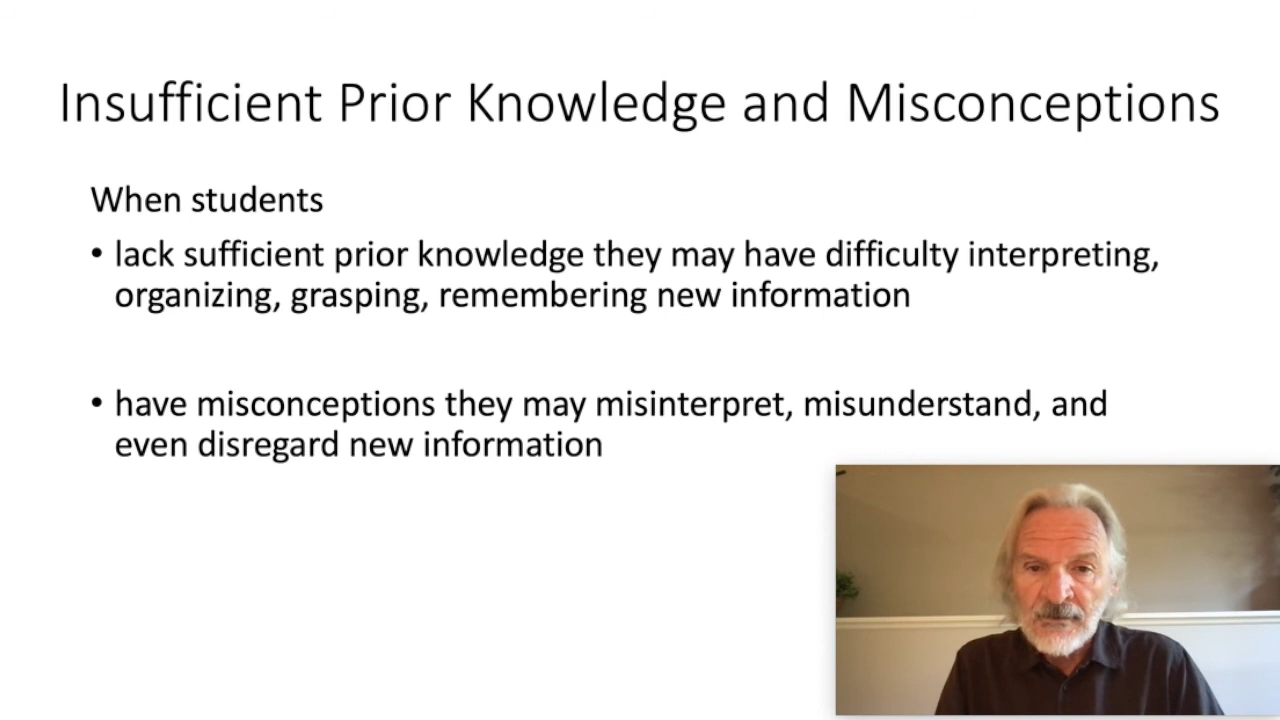 Insufficient Prior Knowledge and Misconceptions
When students
• lack sufficient prior knowledge they may have difficulty interpreting,
organizing, grasping, remembering new information
• have misconceptions they may misinterpret, misunderstand, and
even disregard new information